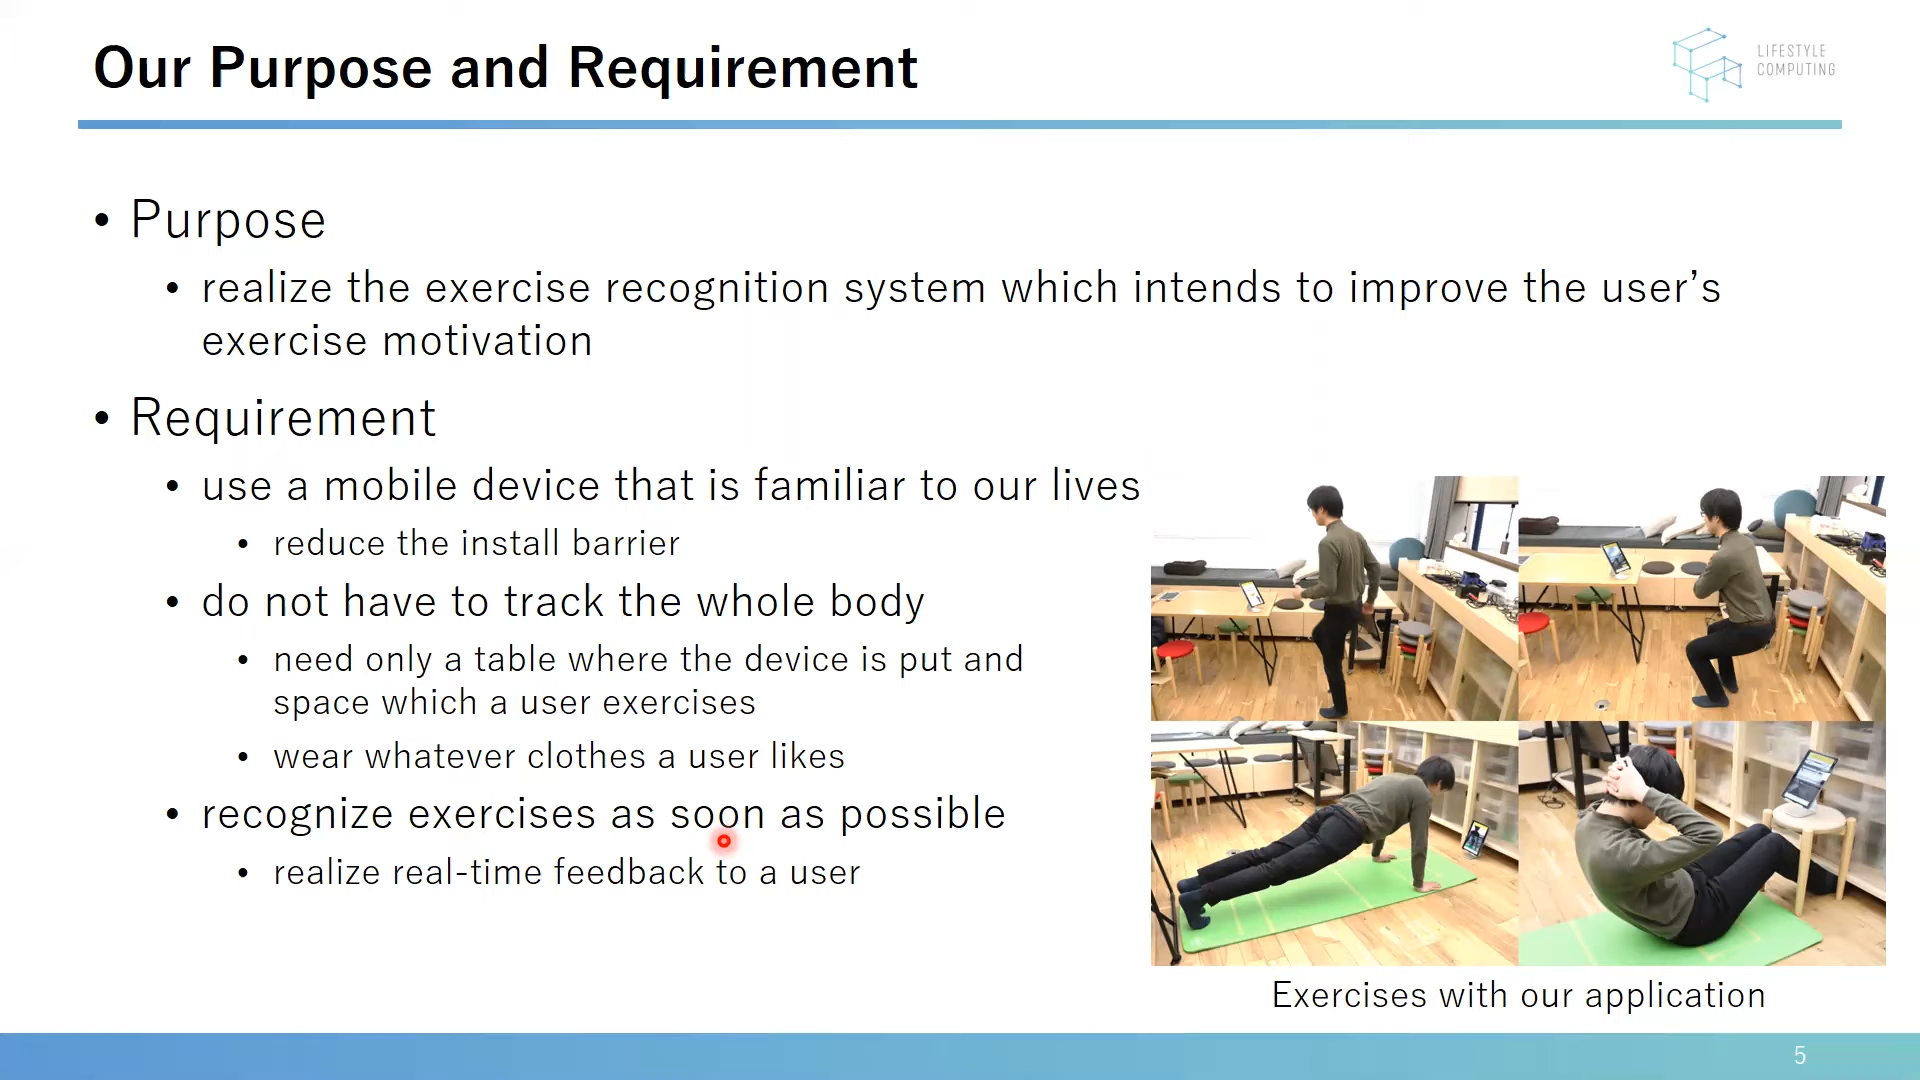 Our Purpose and Requirement
LIFESTYLE
COMPUTING
• Purpose
• realize the exercise recognition system which intends to improve the user’s
exercise motivation
• Requirement
• use a mobile device that is familiar to our lives
• reduce the install barrier
• do not have to track the whole body
• need only a table where the device is put and
space which a user exercises
• wear whatever clothes a user likes
• recognize exercises as soon as possible
• realize real-time feedback to a user
Exercises with our application
5